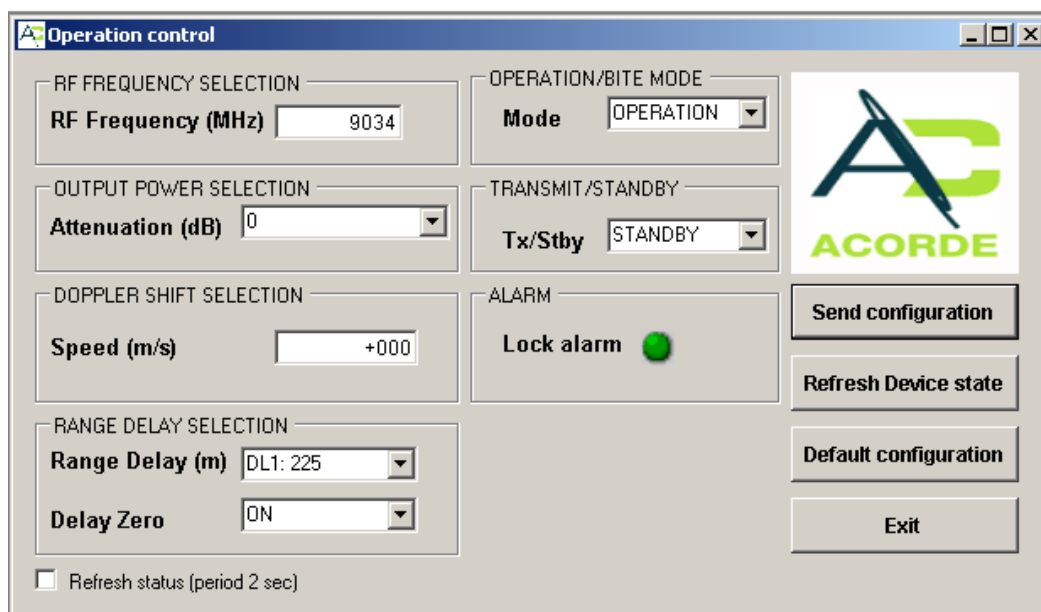 Operation control
RF FREQUENCY SELECTION
RF Frequency (MHz) 9034
OPERATION/BITE MODE
Mode OPERATION
OUTPUT POWER SELECTION
Attenuation (dB) 0
TRANSMIT/STANDBY
Tx/Stby STANDBY
ACORDE
DOPPLER SHIFT SELECTION
Speed (m/s) +000
ALARM
Lock alarm
Send configuration
Refresh Device state
RANGE DELAY SELECTION
Range Delay (m) DL1: 225
Delay Zero ON
Default configuration
Exit
Refresh status (period 2 sec)